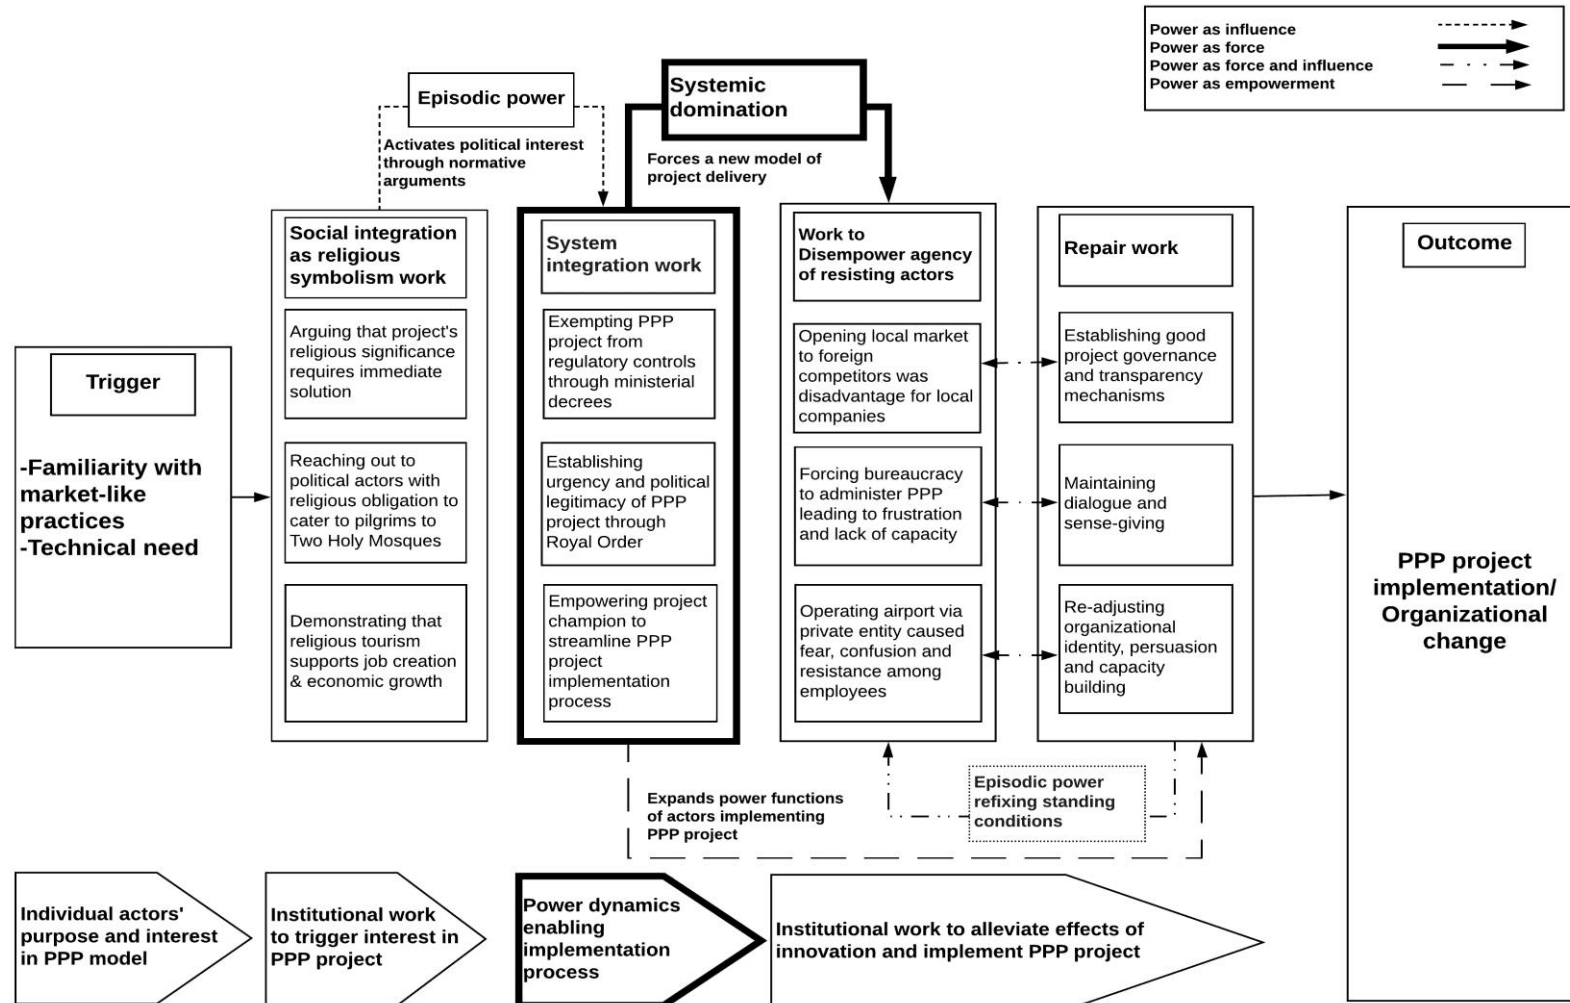 Power as influence
Power as force
Power as force and influence
Power as empowerment
Episodic power
Activates political interest
through normative
arguments
Systemic
domination
Forces a new model of
project delivery
Trigger
-Familiarity with
market-like
practices
-Technical need
Social integration
as religious
symbolism work
Arguing that project's
religious significance
requires immediate
solution
Reaching out to
political actors with
religious obligation to
cater to pilgrims to
Two Holy Mosques
Demonstrating that
religious tourism
supports job creation
& economic growth
System
integration work
Exempting PPP
project from
regulatory controls
through ministerial
decrees
Establishing
urgency and political
legitimacy of PPP
project through
Royal Order
Empowering project
champion to
streamline PPP
project
implementation
process
Work to
Disempower agency
of resisting actors
Opening local market
to foreign
competitors was
disadvantage for local
companies
Forcing bureaucracy
to administer PPP
leading to frustration
and lack of capacity
Operating airport via
private entity caused
fear, confusion and
resistance among
employees
Repair work
Establishing good
project governance
and transparency
mechanisms
Maintaining
dialogue and
sense-giving
Re-adjusting
organizational
identity, persuasion
and capacity
building
Outcome
PPP project
implementation/
Organizational
change
Expands power functions
of actors implementing
PPP project
Episodic power
refixing standing
conditions
Individual actors'
purpose and interest
in PPP model
Institutional work
to trigger interest in
PPP project
Power dynamics
enabling
implementation
process
Institutional work to alleviate effects of
innovation and implement PPP project